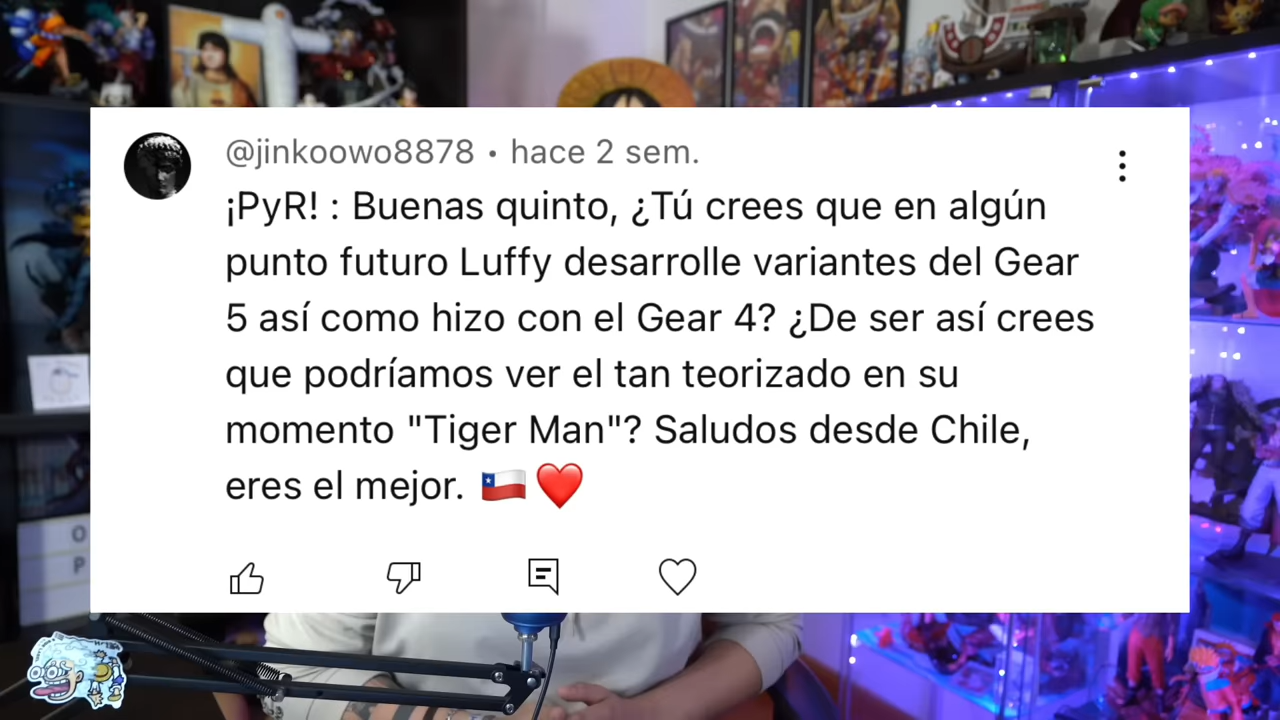 @jinkoowo8878 • hace 2 sem.
¡PyR! : Buenas quinto, ¿Tú crees que en algún
punto futuro Luffy desarrolle variantes del Gear
5 así como hizo con el Gear 4? ¿De ser así crees
que podríamos ver el tan teorizado en su
momento "Tiger Man"? Saludos desde Chile,
eres el mejor. 🇨🇱 ❤️
O
P